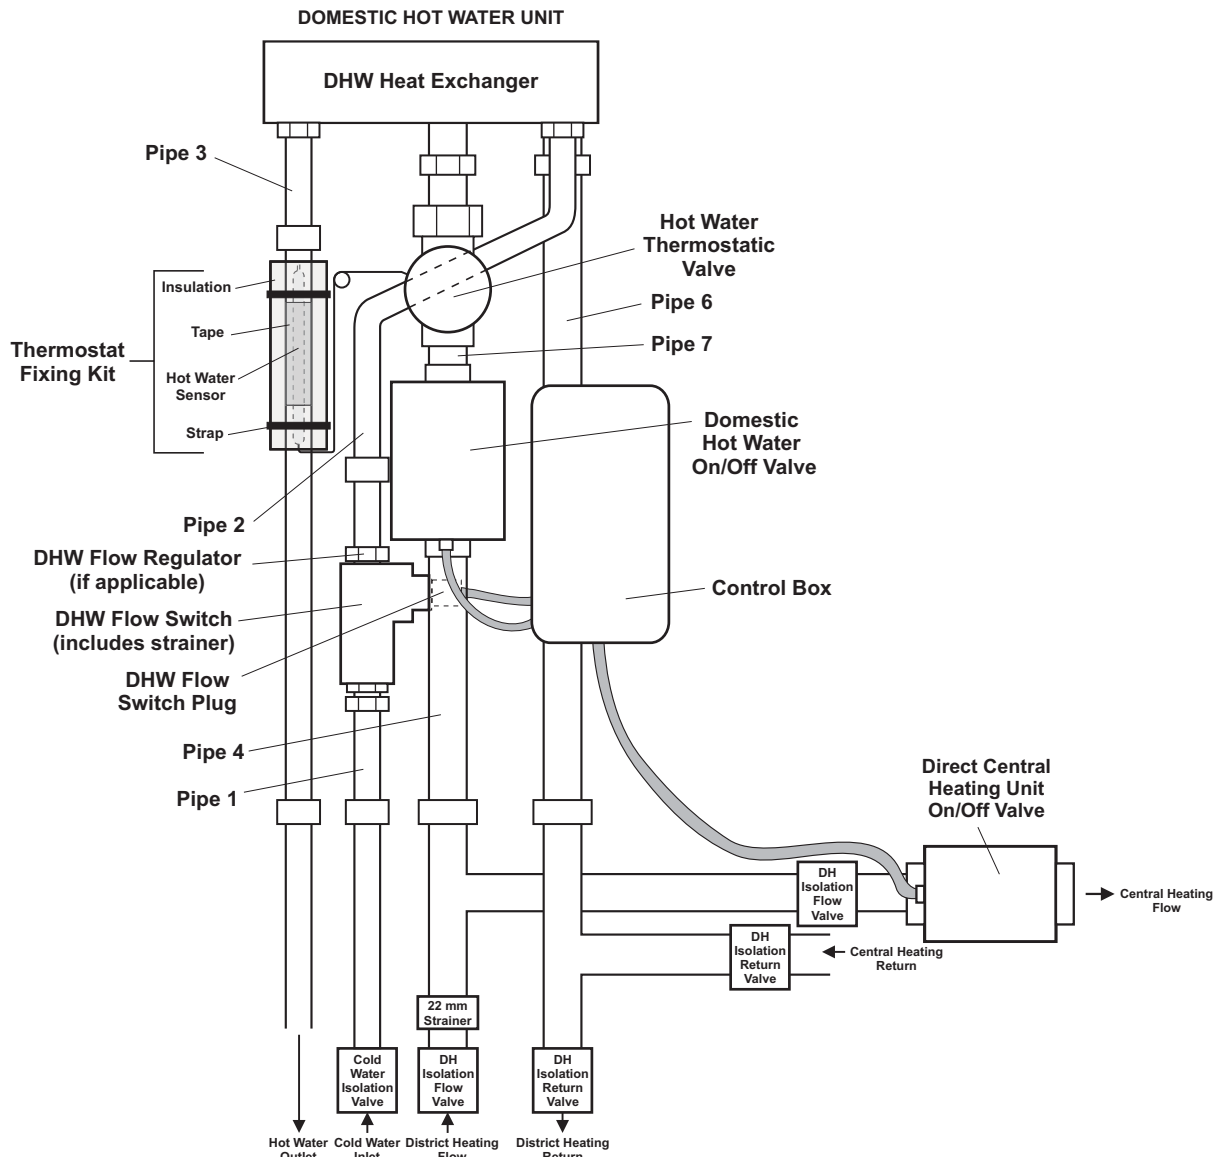 DOMESTIC HOT WATER UNIT
DHW Heat Exchanger
Pipe 3
Hot Water
Thermostatic
Valve
Insulation
Pipe 6
Tape
Pipe 7
Thermostat
Fixing Kit
Hot Water
Sensor
Strap
Domestic
Hot Water
On/Off Valve
Pipe 2
DHW Flow Regulator
(if applicable)
Control Box
DHW Flow Switch
(includes strainer)
DHW Flow
Switch Plug
Pipe 4
Pipe 1
Direct Central
Heating Unit
On/Off Valve
DH
Isolation
Flow
Valve
Central Heating
Flow
DH
Isolation
Return
Valve
Central Heating
Return
22 mm
Strainer
Cold
Water
Isolation
Valve
DH
Isolation
Flow
Valve
DH
Isolation
Return
Valve
Hot Water
Outlet
Cold Water
Inlet
District Heating
Flow
District Heating
Return